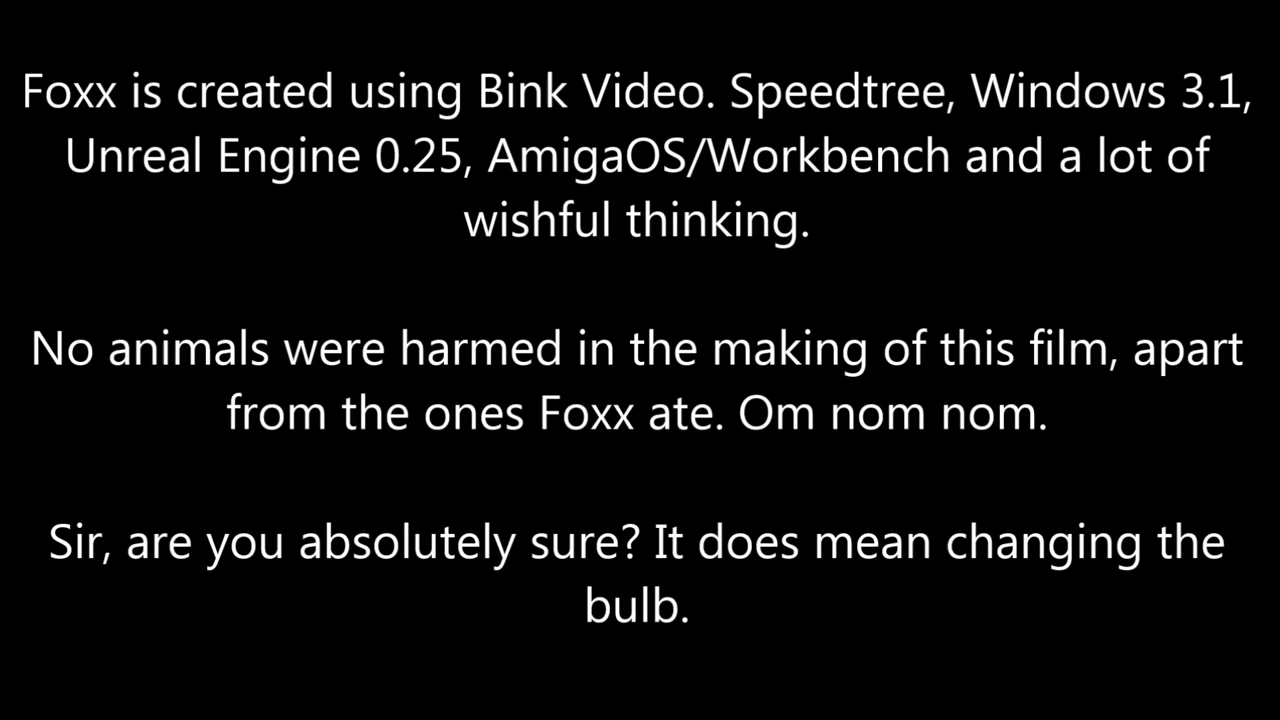 Foxx is created using Bink Video. Speedtree, Windows 3.1,
Unreal Engine 0.25, AmigaOS/Workbench and a lot of
wishful thinking.
No animals were harmed in the making of this film, apart
from the ones Foxx ate. Om nom nom.
Sir, are you absolutely sure? It does mean changing the
bulb.